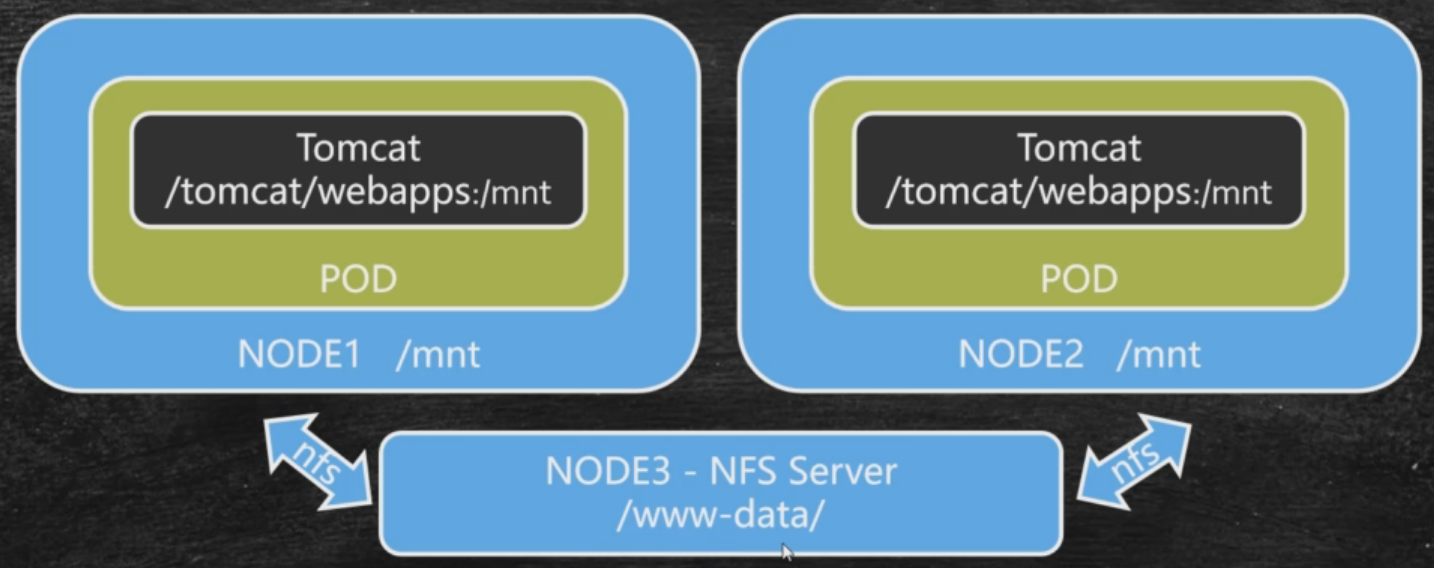 Tomcat
/tomcat/webapps:/mnt
POD
NODE1 /mnt
Tomcat
/tomcat/webapps:/mnt
POD
NODE2 /mnt
nfs
nfs
NODE3 - NFS Server
/www-data/